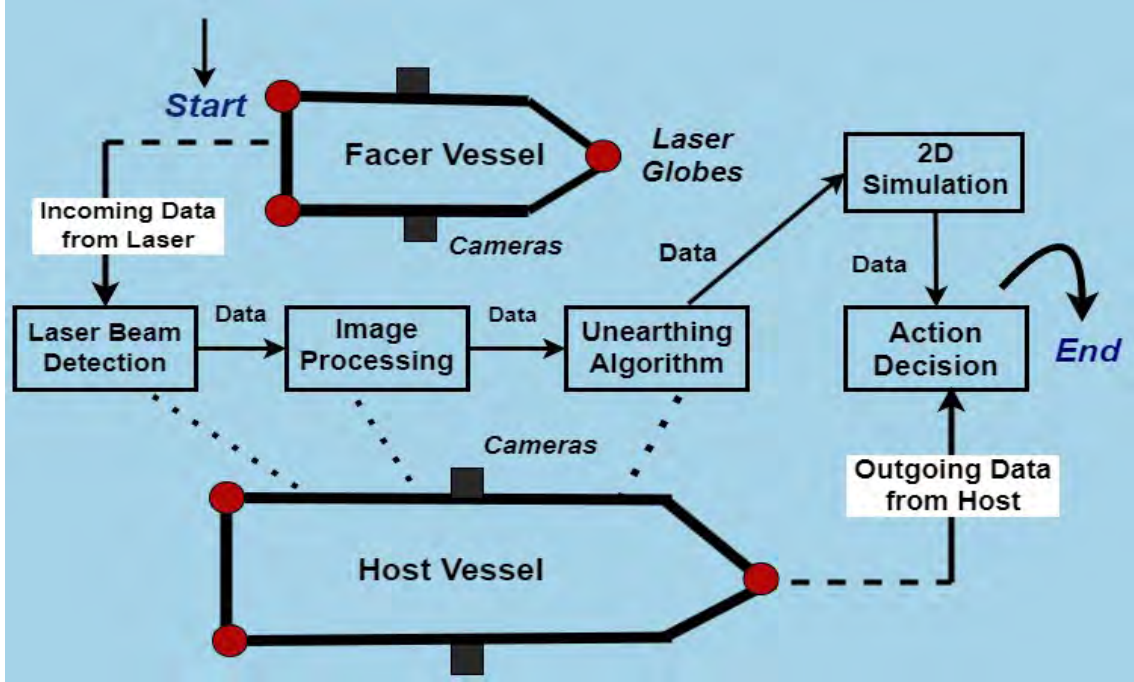 Start
Facer Vessel
Laser
Globes
Cameras
Incoming Data
from Laser
2D
Simulation
Data
Data
Laser Beam
Detection
Data
Image
Processing
Data
Unearthing
Algorithm
Action
Decision
End
Cameras
Outgoing Data
from Host
Host Vessel